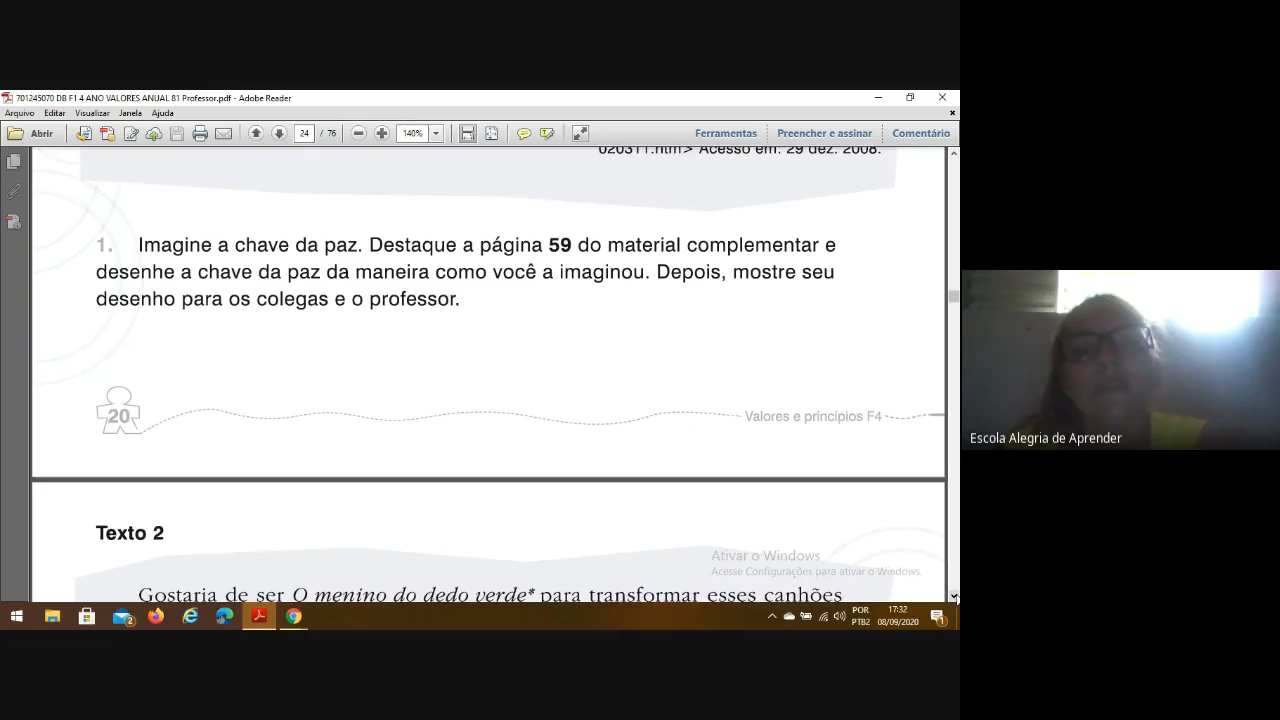 701245070 DB F1 4 ANO VALORES ANUAL 81 Professor.pdf - Adobe Reader
Arquivo Editar Visualizar Janela Ajuda
Abrir 24 / 76 140% Ferramentas Preencher e assinar Comentário
020311.htm> Acesso em: 29 dez. 2008.
1. Imagine a chave da paz. Destaque a página 59 do material complementar e
desenhe a chave da paz da maneira como você a imaginou. Depois, mostre seu
desenho para os colegas e o professor.
20 Valores e princípios F4
Texto 2
Ativar o Windows
Acesse Configurações para ativar o Windows.
Gostaria de ser O menino do dedo verde* para transformar esses canhões
2
POR
PTB2
17:32
08/09/2020
1
Escola Alegria de Aprender